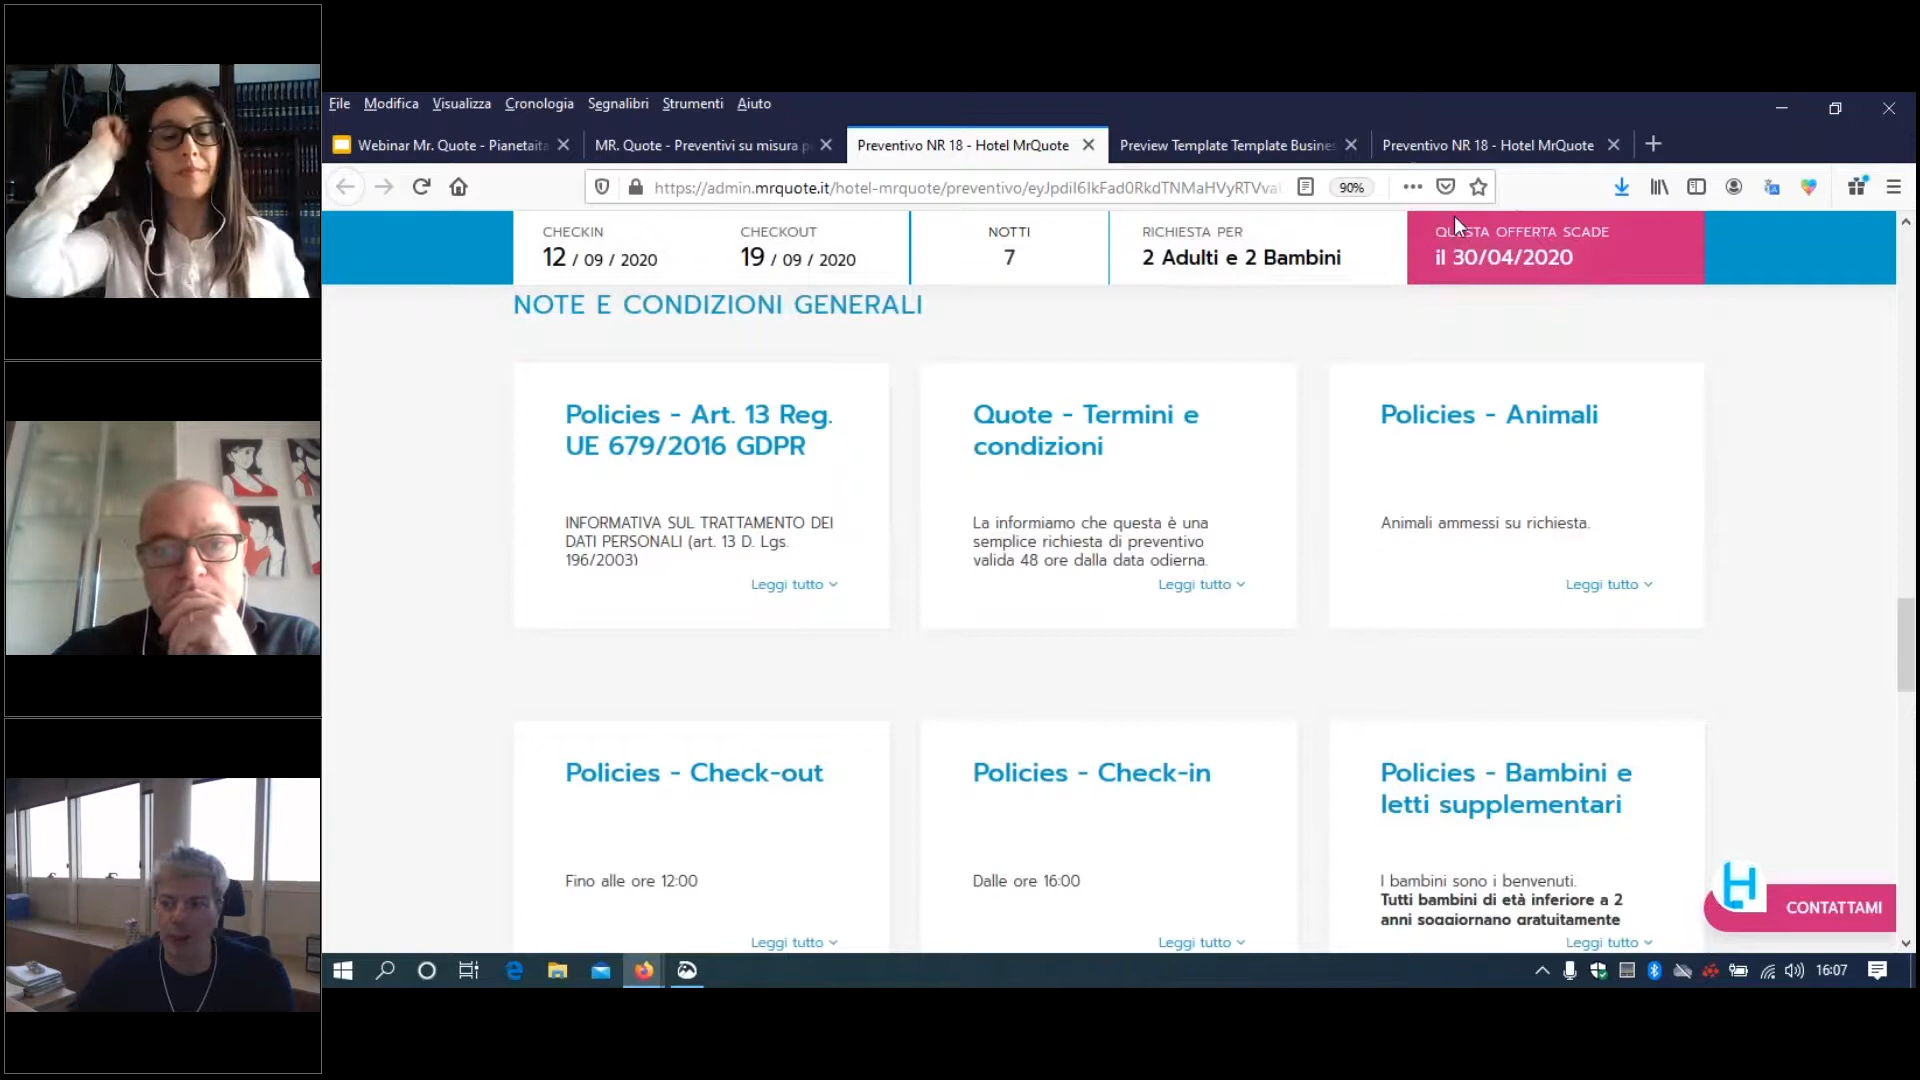 File Modifica Visualizza Cronologia Segnalibri Strumenti Aiuto
Webinar Mr. Quote - Pianetaita
MR. Quote - Preventivi su misura p
Preventivo NR 18 - Hotel MrQuote
Preview Template Template Busines
Preventivo NR 18 - Hotel MrQuote
https://admin.mrquote.it/hotel-mrquote/preventivo/
90%
CHECKIN
12 / 09 / 2020
CHECKOUT
19 / 09 / 2020
NOTTI
7
RICHIESTA PER
2 Adulti e 2 Bambini
QUESTA OFFERTA SCADE
il 30/04/2020
NOTE E CONDIZIONI GENERALI
Policies - Art. 13 Reg.
UE 679/2016 GDPR
INFORMATIVA SUL TRATTAMENTO DEI
DATI PERSONALI (art. 13 D. Lgs.
196/2003)
Leggi tutto
Quote - Termini e
condizioni
La informiamo che questa è una
semplice richiesta di preventivo
valida 48 ore dalla data odierna.
Leggi tutto
Policies - Animali
Animali ammessi su richiesta.
Leggi tutto
Policies - Check-out
Fino alle ore 12:00
Leggi tutto
Policies - Check-in
Dalle ore 16:00
Leggi tutto
Policies - Bambini e
letti supplementari
I bambini sono i benvenuti.
Tutti bambini di età inferiore a 2
anni soggiornano gratuitamente
Leggi tutto
CONTATTAMI
16:07